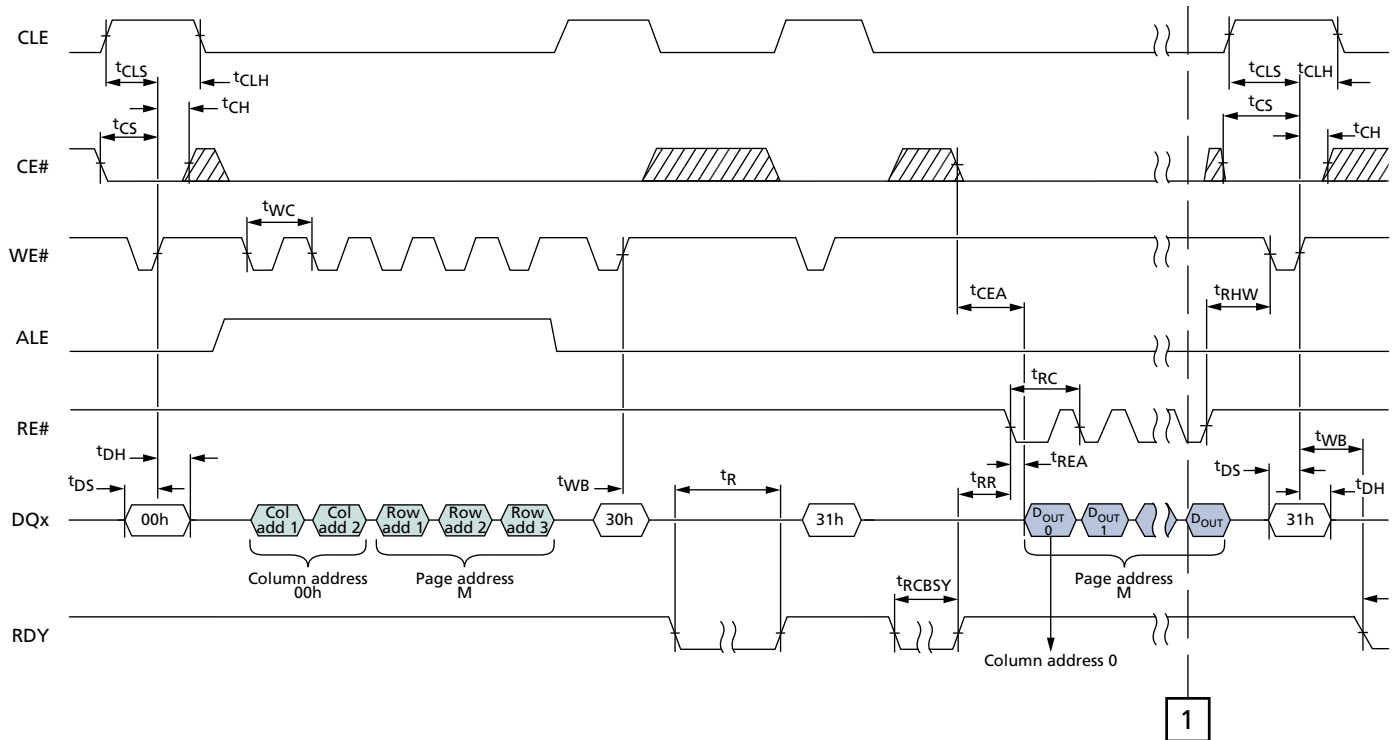 CLE
tCLS
tCLH
tCLS
tCLH
tCH
tCS
tCS
tCH
CE#
tWC
WE#
tCEA
tRHW
ALE
tRC
RE#
tDH
tREA
tWB
tDS
tWB
tR
tRR
tDS
tDH
DQx
00h
Col add 1
Col add 2
Row add 1
Row add 2
Row add 3
30h
31h
DOUT 0
DOUT 1
DOUT
31h
Column address 00h
Page address M
tRCBSY
Page address M
RDY
Column address 0
1